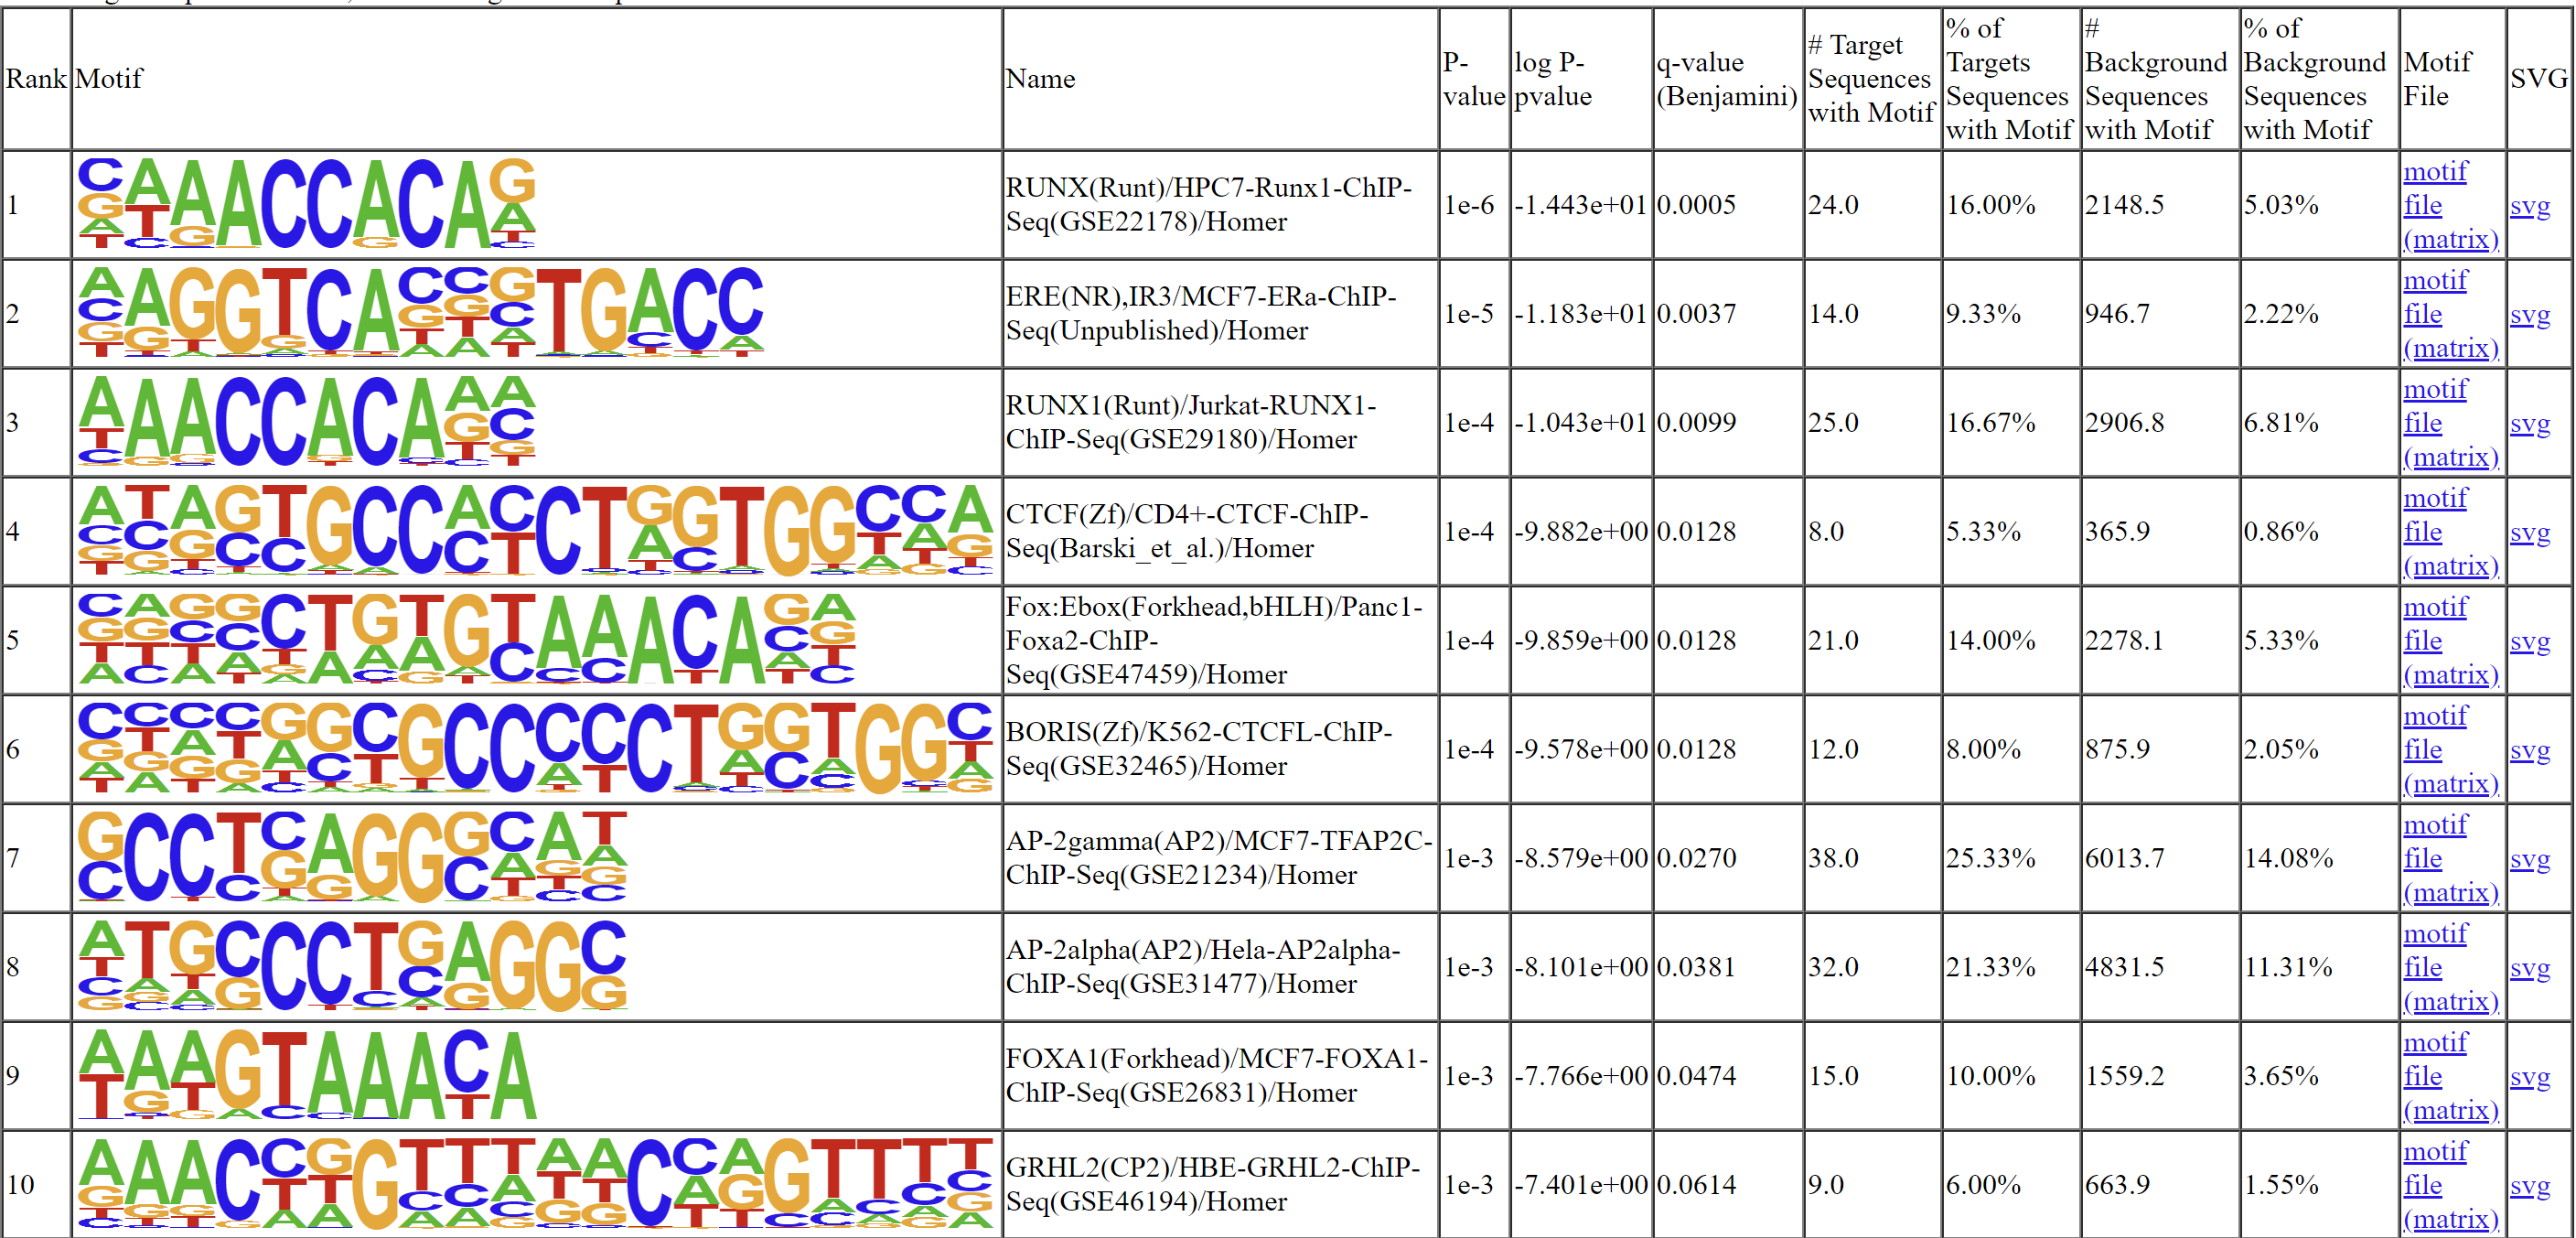 Rank
Motif
Name
P-
value
log P-
pvalue
q-value
(Benjamini)
# Target
Sequences
with Motif
% of
Targets
Sequences
with Motif
#
Background
Sequences
with Motif
% of
Background
Sequences
with Motif
Motif
File
SVG
1
RUNX(Runt)/HPC7-Runx1-ChIP-
Seq(GSE22178)/Homer
1e-6
-1.443e+01
0.0005
24.0
16.00%
2148.5
5.03%
motif
file
(matrix)
svg
2
ERE(NR),IR3/MCF7-ERa-ChIP-
Seq(Unpublished)/Homer
1e-5
-1.183e+01
0.0037
14.0
9.33%
946.7
2.22%
motif
file
(matrix)
svg
3
RUNX1(Runt)/Jurkat-RUNX1-
ChIP-Seq(GSE29180)/Homer
1e-4
-1.043e+01
0.0099
25.0
16.67%
2906.8
6.81%
motif
file
(matrix)
svg
4
CTCF(Zf)/CD4+-CTCF-ChIP-
Seq(Barski_et_al.)/Homer
1e-4
-9.882e+00
0.0128
8.0
5.33%
365.9
0.86%
motif
file
(matrix)
svg
5
Fox:Ebox(Forkhead,bHLH)/Panc1-
Foxa2-ChIP-
Seq(GSE47459)/Homer
1e-4
-9.859e+00
0.0128
21.0
14.00%
2278.1
5.33%
motif
file
(matrix)
svg
6
BORIS(Zf)/K562-CTCFL-ChIP-
Seq(GSE32465)/Homer
1e-4
-9.578e+00
0.0128
12.0
8.00%
875.9
2.05%
motif
file
(matrix)
svg
7
AP-2gamma(AP2)/MCF7-TFAP2C-
ChIP-Seq(GSE21234)/Homer
1e-3
-8.579e+00
0.0270
38.0
25.33%
6013.7
14.08%
motif
file
(matrix)
svg
8
AP-2alpha(AP2)/Hela-AP2alpha-
ChIP-Seq(GSE31477)/Homer
1e-3
-8.101e+00
0.0381
32.0
21.33%
4831.5
11.31%
motif
file
(matrix)
svg
9
FOXA1(Forkhead)/MCF7-FOXA1-
ChIP-Seq(GSE26831)/Homer
1e-3
-7.766e+00
0.0474
15.0
10.00%
1559.2
3.65%
motif
file
(matrix)
svg
10
GRHL2(CP2)/HBE-GRHL2-ChIP-
Seq(GSE46194)/Homer
1e-3
-7.401e+00
0.0614
9.0
6.00%
663.9
1.55%
motif
file
(matrix)
svg